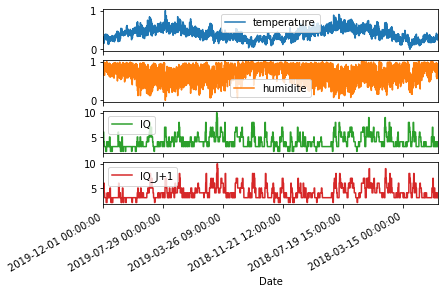 1
temperature
0
1
humidite
0
10
IQ
5
10
IQ_J+1
5
2019-12-01 00:00:00
2019-07-29 00:00:00
2019-03-26 09:00:00
2018-11-21 12:00:00
2018-07-19 15:00:00
2018-03-15 00:00:00
Date